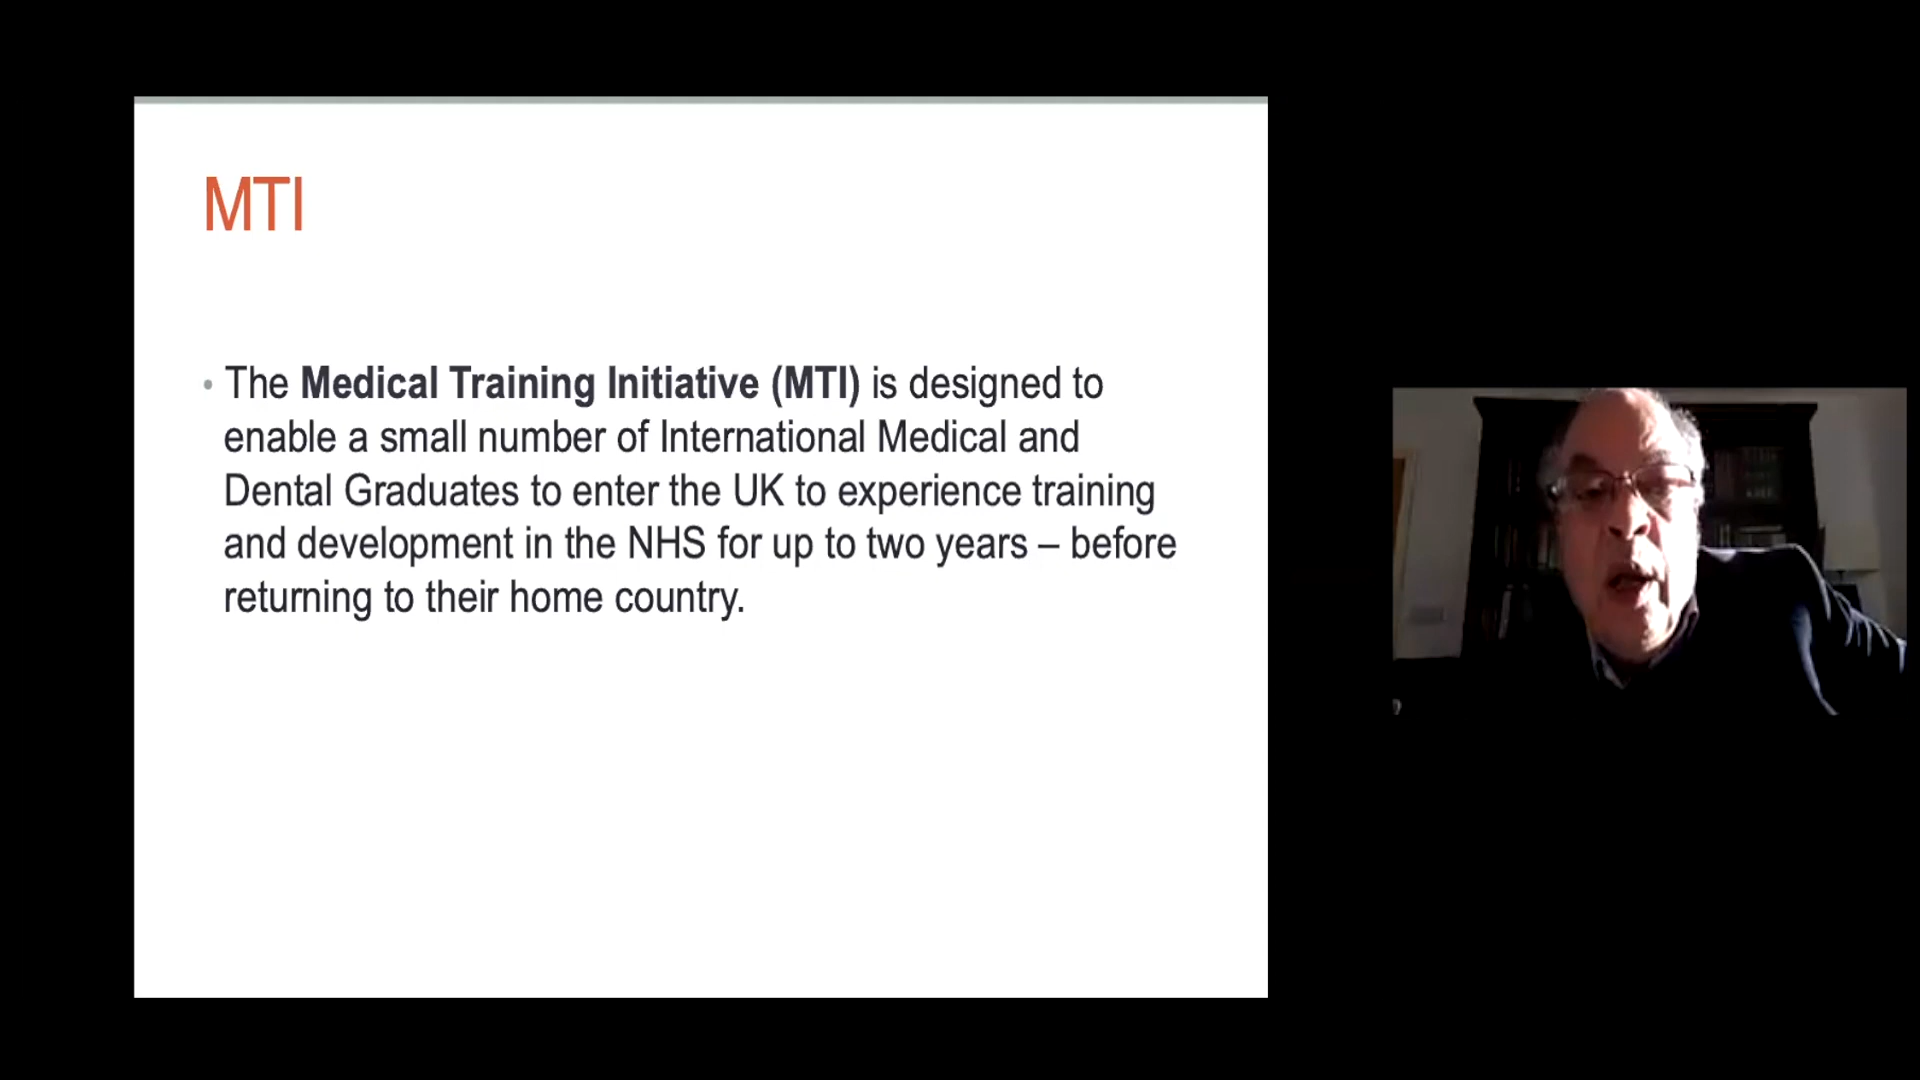 MTI
• The Medical Training Initiative (MTI) is designed to
enable a small number of International Medical and
Dental Graduates to enter the UK to experience training
and development in the NHS for up to two years – before
returning to their home country.